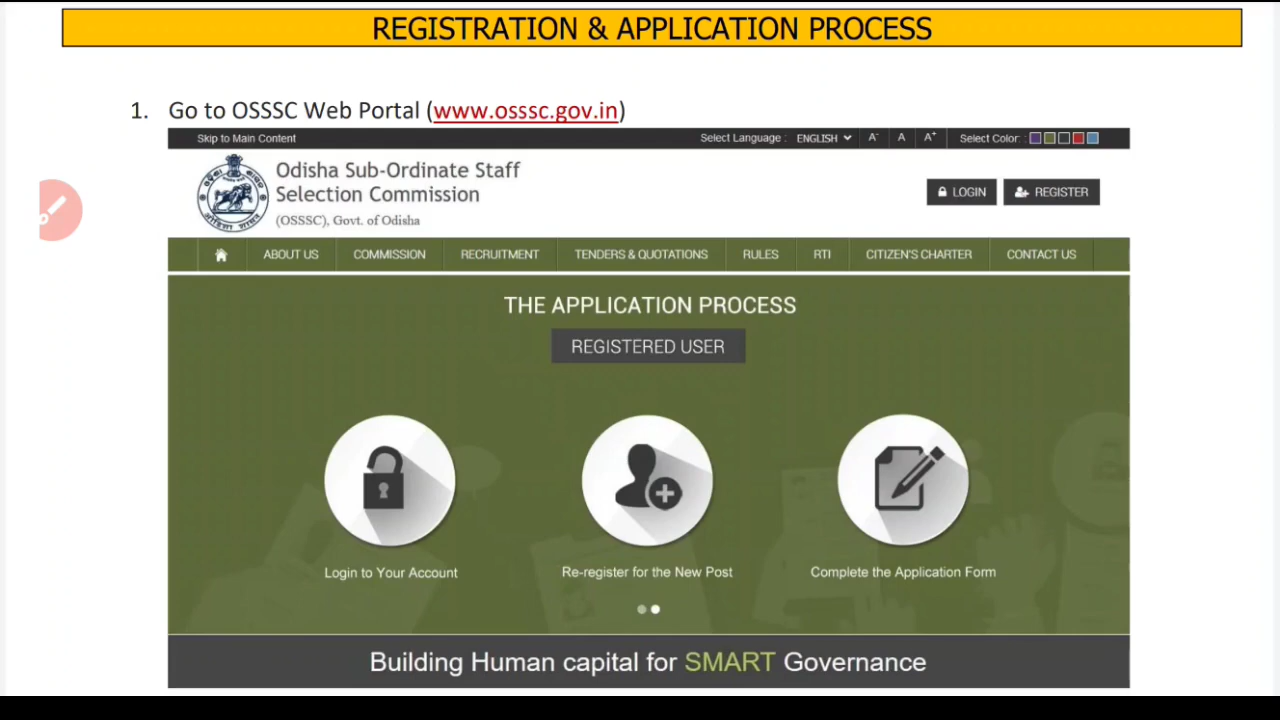 REGISTRATION & APPLICATION PROCESS
1. Go to OSSSC Web Portal (www.osssc.gov.in)
Skip to Main Content
Select Language : ENGLISH A- A A+ Select Color: :
Odisha Sub-Ordinate Staff
Selection Commission
(OSSSC), Govt. of Odisha
LOGIN REGISTER
ABOUT US COMMISSION RECRUITMENT TENDERS & QUOTATIONS RULES RTI CITIZEN'S CHARTER CONTACT US
THE APPLICATION PROCESS
REGISTERED USER
Login to Your Account Re-register for the New Post Complete the Application Form
Building Human capital for SMART Governance